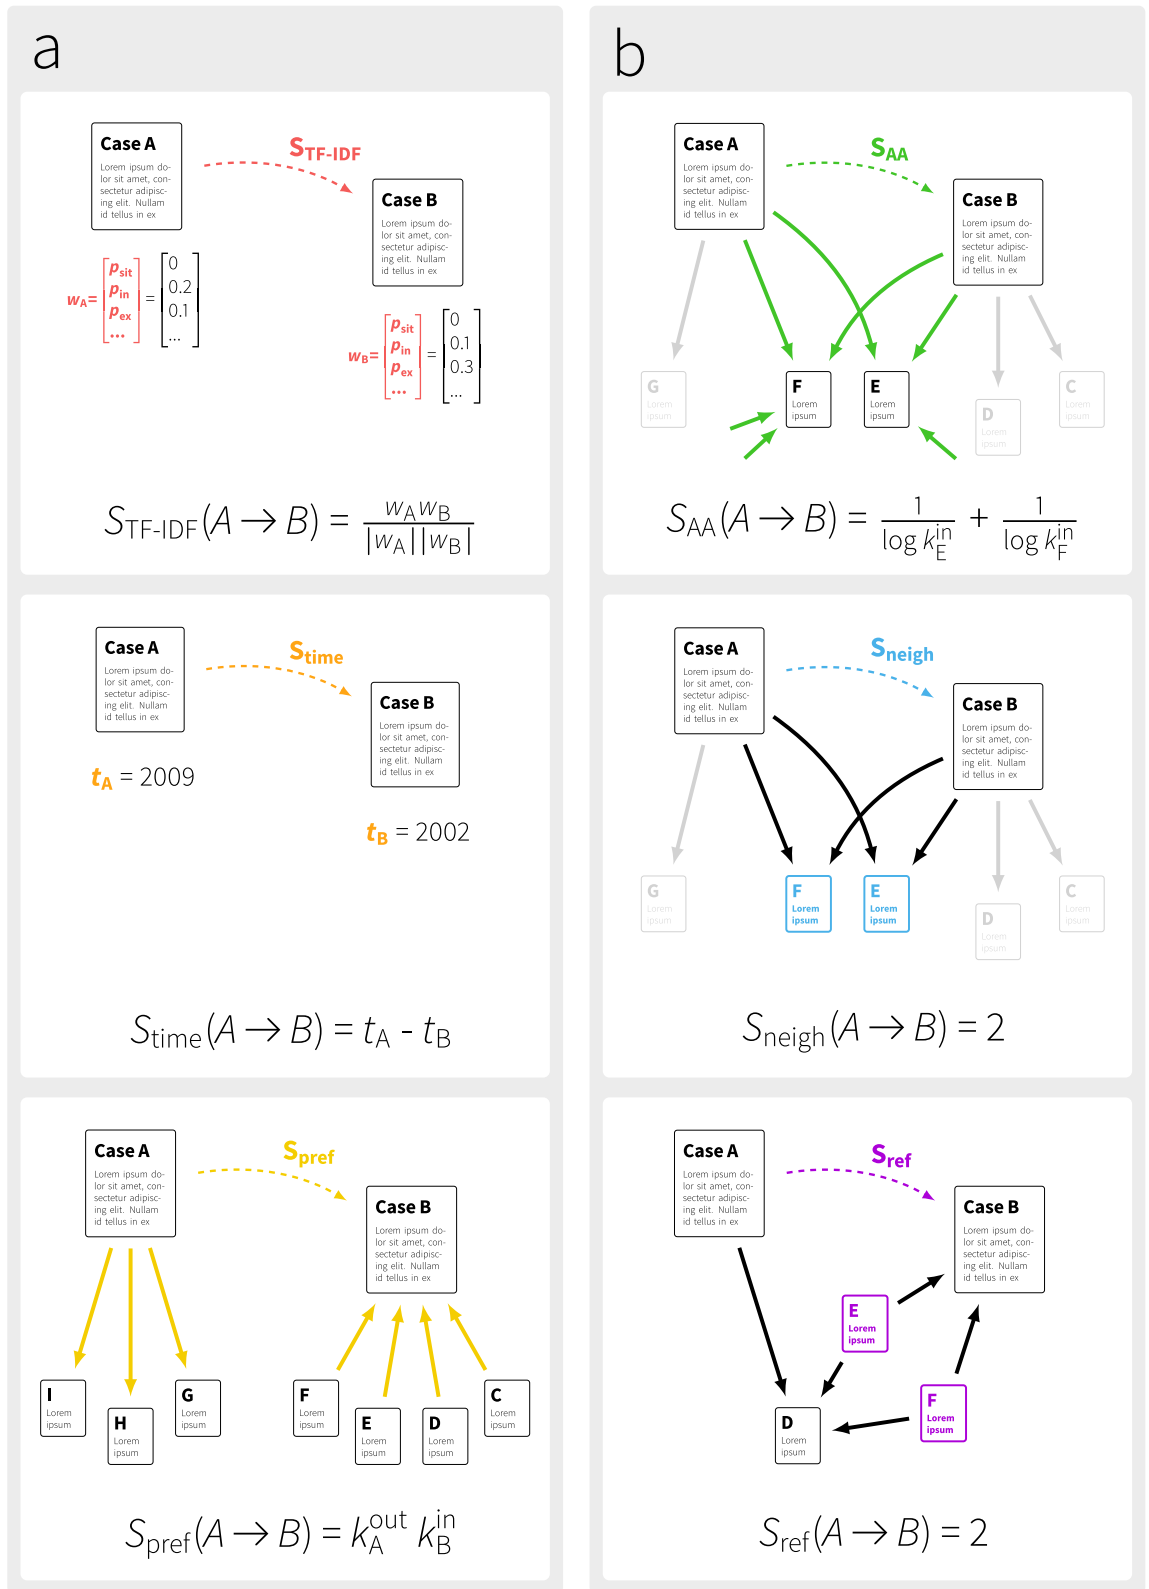 a
Case A
Lorem ipsum do-
lor sit amet, con-
sectetur adipisc-
ing elit. Nullam
id tellus in ex
S_TF-IDF
Case B
Lorem ipsum do-
lor sit amet, con-
sectetur adipisc-
ing elit. Nullam
id tellus in ex
w_A= [p_sit p_in p_ex ...] = [0 0.2 0.1 ...]
w_B= [p_sit p_in p_ex ...] = [0 0.1 0.3 ...]
S_TF-IDF(A → B) = w_A w_B / |w_A| |w_B|
Case A
Lorem ipsum do-
lor sit amet, con-
sectetur adipisc-
ing elit. Nullam
id tellus in ex
S_time
Case B
Lorem ipsum do-
lor sit amet, con-
sectetur adipisc-
ing elit. Nullam
id tellus in ex
t_A = 2009
t_B = 2002
S_time(A → B) = t_A - t_B
Case A
Lorem ipsum do-
lor sit amet, con-
sectetur adipisc-
ing elit. Nullam
id tellus in ex
S_pref
Case B
Lorem ipsum do-
lor sit amet, con-
sectetur adipisc-
ing elit. Nullam
id tellus in ex
I
Lorem
ipsum
H
Lorem
ipsum
G
Lorem
ipsum
F
Lorem
ipsum
E
Lorem
ipsum
D
Lorem
ipsum
C
Lorem
ipsum
S_pref(A → B) = k_A^out k_B^in
b
Case A
Lorem ipsum do-
lor sit amet, con-
sectetur adipisc-
ing elit. Nullam
id tellus in ex
S_AA
Case B
Lorem ipsum do-
lor sit amet, con-
sectetur adipisc-
ing elit. Nullam
id tellus in ex
G
Lorem
ipsum
F
Lorem
ipsum
E
Lorem
ipsum
D
Lorem
ipsum
C
Lorem
ipsum
S_AA(A → B) = 1 / log k_E^in + 1 / log k_F^in
Case A
Lorem ipsum do-
lor sit amet, con-
sectetur adipisc-
ing elit. Nullam
id tellus in ex
S_neigh
Case B
Lorem ipsum do-
lor sit amet, con-
sectetur adipisc-
ing elit. Nullam
id tellus in ex
G
Lorem
ipsum
F
Lorem
ipsum
E
Lorem
ipsum
D
Lorem
ipsum
C
Lorem
ipsum
S_neigh(A → B) = 2
Case A
Lorem ipsum do-
lor sit amet, con-
sectetur adipisc-
ing elit. Nullam
id tellus in ex
S_ref
Case B
Lorem ipsum do-
lor sit amet, con-
sectetur adipisc-
ing elit. Nullam
id tellus in ex
E
Lorem
ipsum
F
Lorem
ipsum
D
Lorem
ipsum
S_ref(A → B) = 2